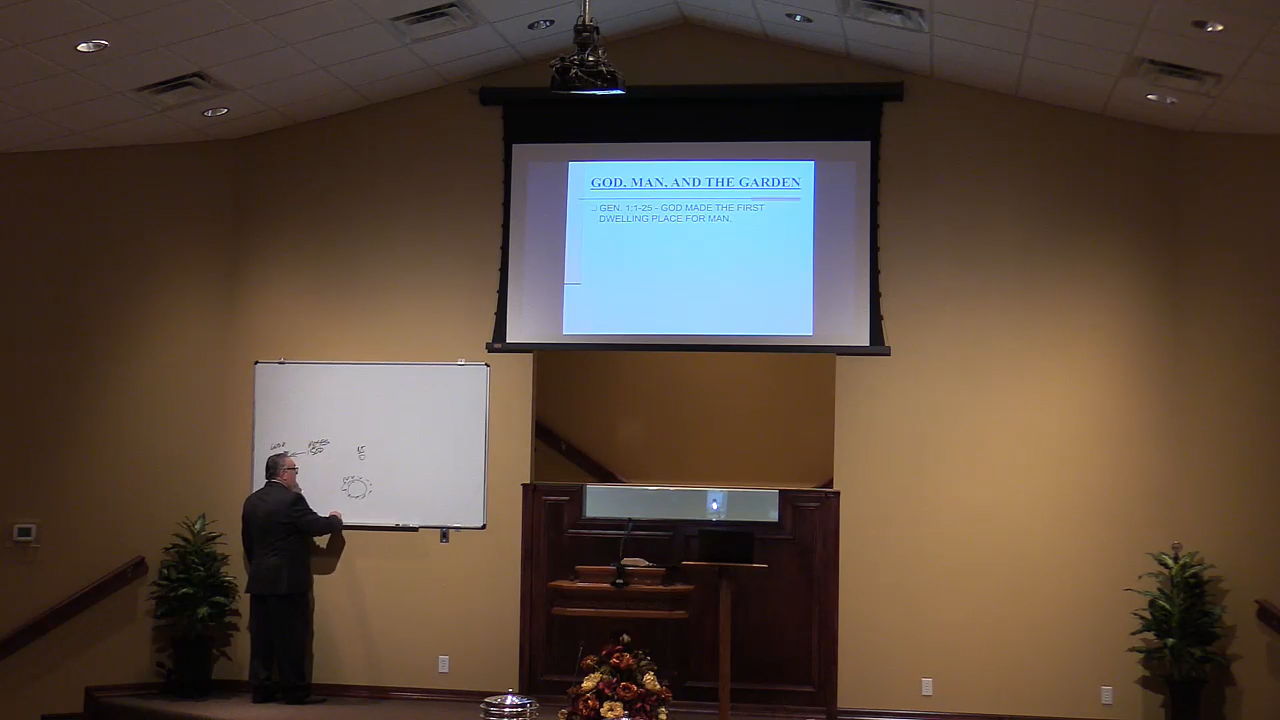 GOD, MAN, AND THE GARDEN
GEN. 1:1-25 - GOD MADE THE FIRST
DWELLING PLACE FOR MAN.